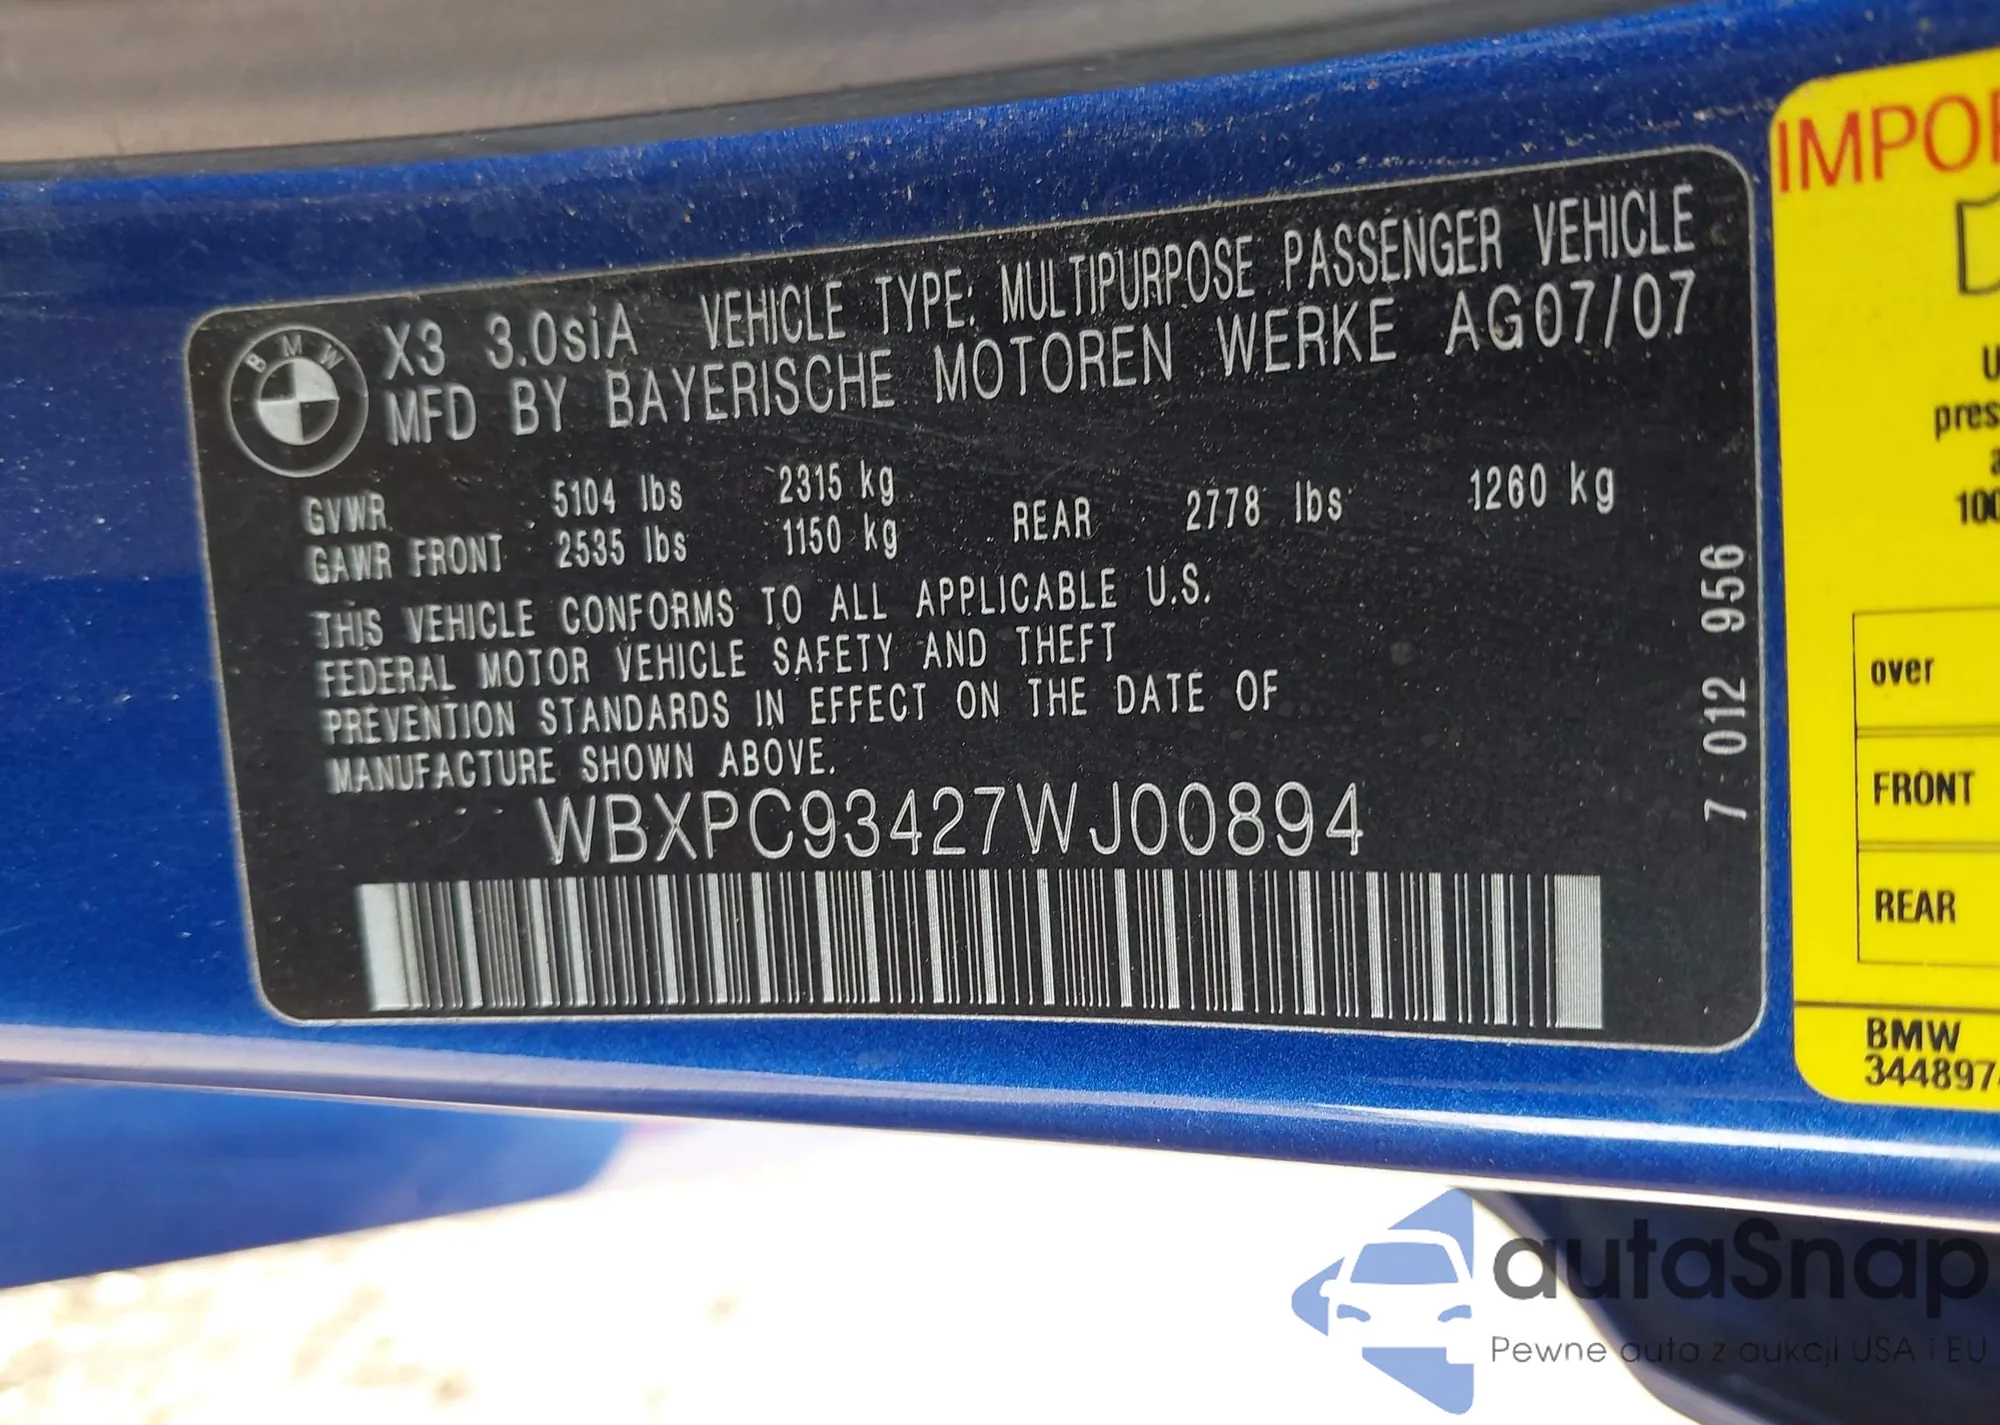 BMW
X3 3.0siA VEHICLE TYPE: MULTIPURPOSE PASSENGER VEHICLE
MFD BY BAYERISCHE MOTOREN WERKE AG07/07
GVWR 5104 lbs 2315 kg
GAWR FRONT 2535 lbs 1150 kg REAR 2778 lbs 1260 kg
THIS VEHICLE CONFORMS TO ALL APPLICABLE U.S.
FEDERAL MOTOR VEHICLE SAFETY AND THEFT
PREVENTION STANDARDS IN EFFECT ON THE DATE OF
MANUFACTURE SHOWN ABOVE.
WBXPC93427WJ00894
7 012 956
over
FRONT
REAR
BMW
autaSnap
Pewne auta z aukcji USA i EU